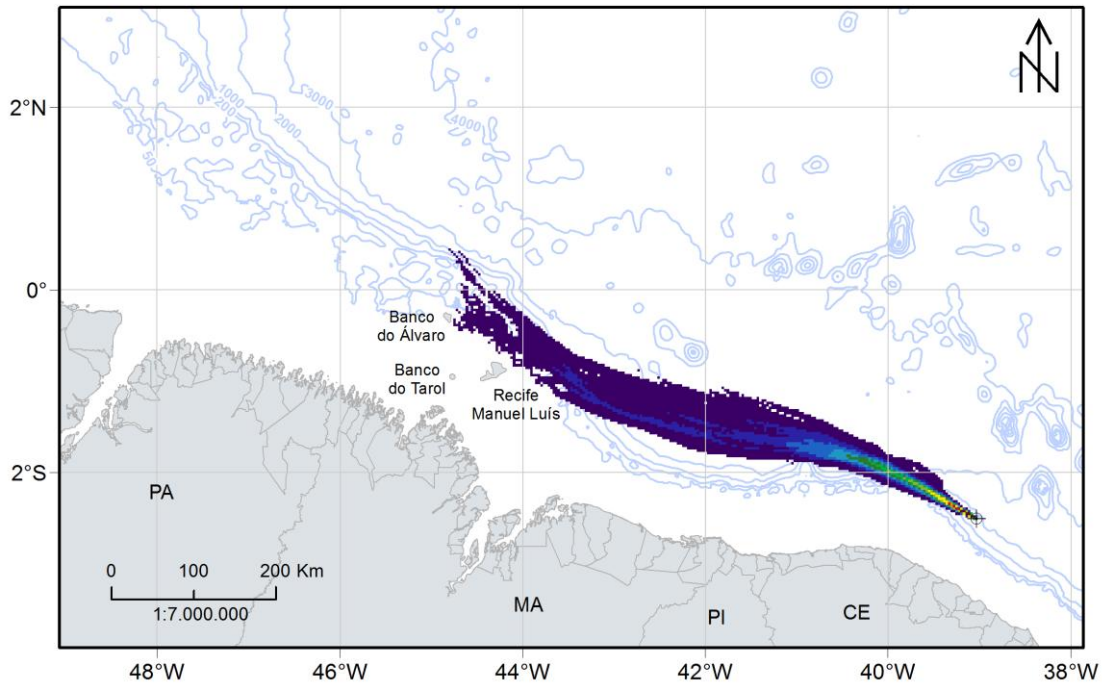 N
2°N
0°
2°S
1000
200
50
2000
3000
4000
Banco
do Álvaro
Banco
do Tarol
Recife
Manuel Luís
PA
MA
PI
CE
0 100 200 Km
1:7.000.000
48°W 46°W 44°W 42°W 40°W 38°W